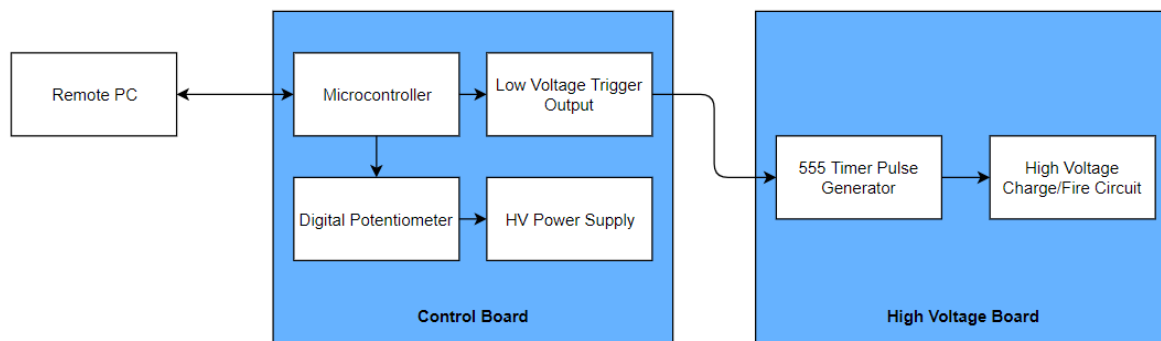 Remote PC
Microcontroller
Low Voltage Trigger
Output
Digital Potentiometer
HV Power Supply
Control Board
555 Timer Pulse
Generator
High Voltage
Charge/Fire Circuit
High Voltage Board